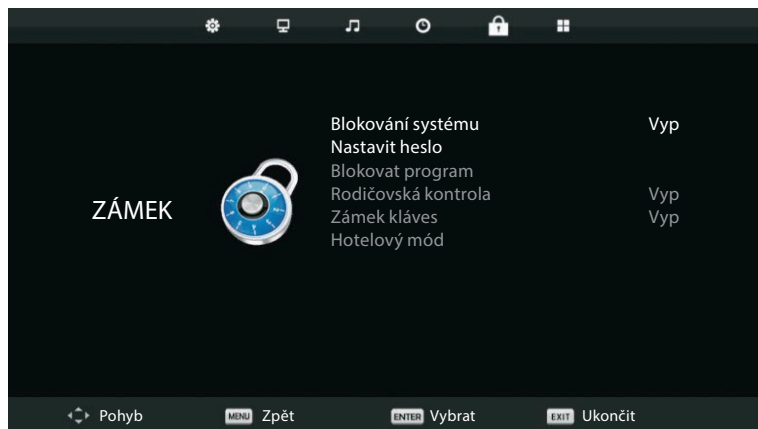 Blokování systému Vyp
Nastavit heslo
Blokovat program
Rodičovská kontrola Vyp
Zámek kláves Vyp
Hotelový mód
ZÁMEK
Pohyb MENU Zpět ENTER Vybrat EXIT Ukončit